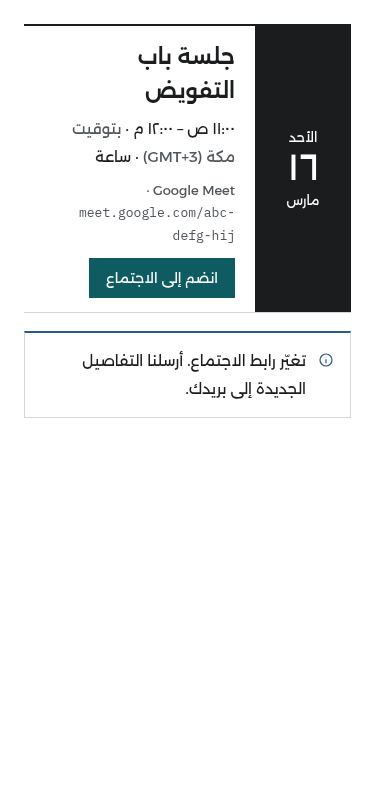 الأحد
١٦
مارس
جلسة باب
التفويض
١١:٠٠ ص – ١٢:٠٠ م · بتوقيت
مكة (GMT+3) · ساعة
Google Meet ·
meet.google.com/abc-
defg-hij
انضم إلى الاجتماع
تغيّر رابط الاجتماع. أرسلنا التفاصيل
الجديدة إلى بريدك.